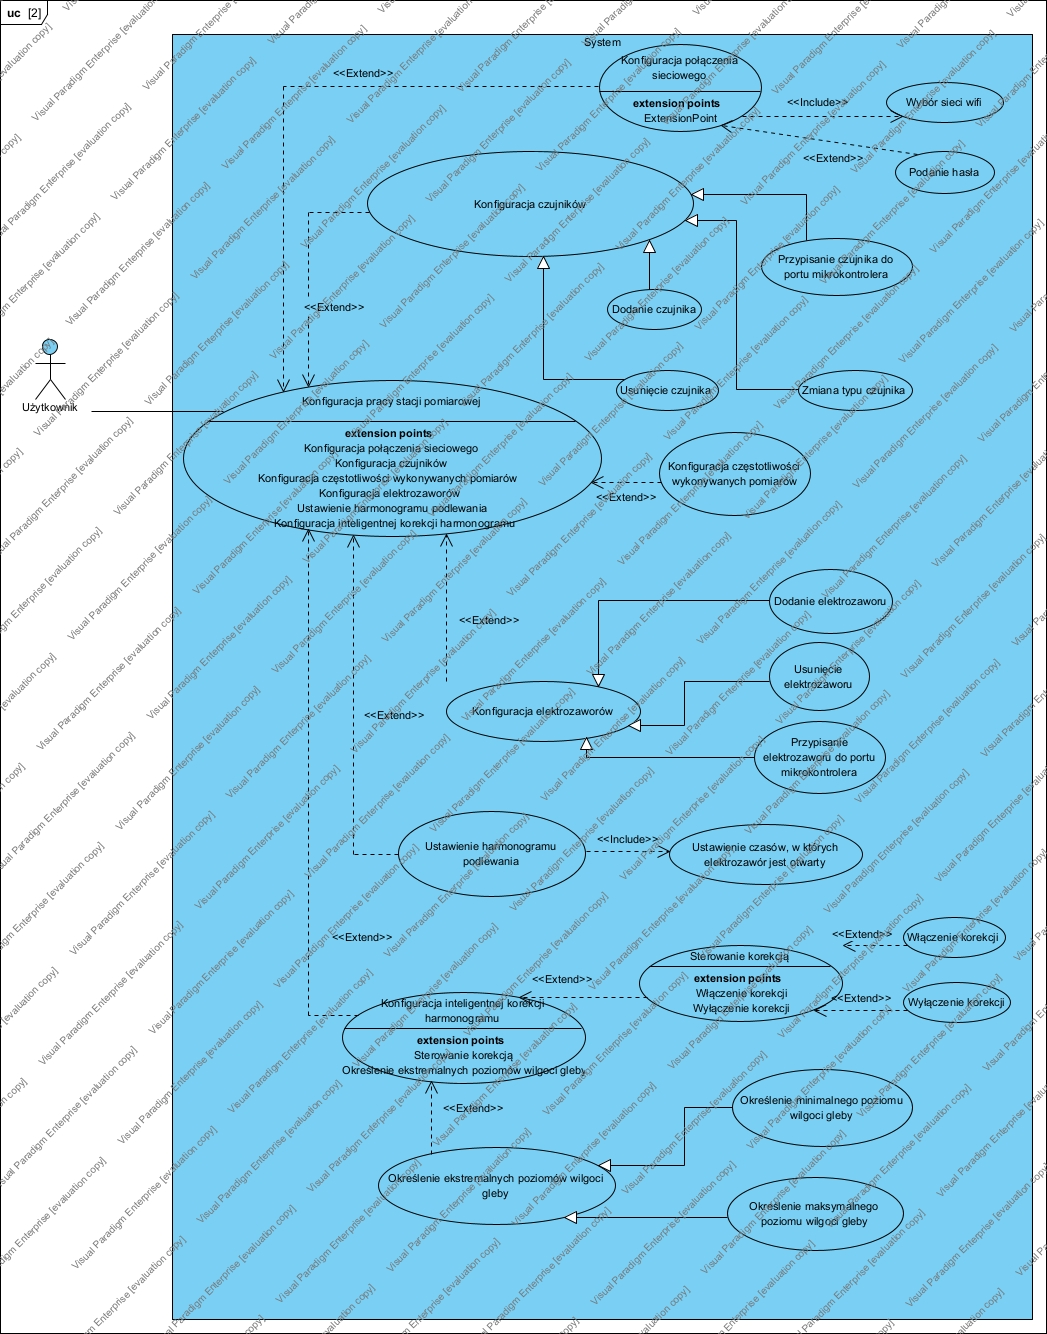 uc [2]
System
Konfiguracja połączenia
sieciowego
extension points
ExtensionPoint
<<Extend>>
<<Include>>
Wybór sieci wifi
<<Extend>>
Podanie hasła
Konfiguracja czujników
Przypisanie czujnika do
portu mikrokontrolera
<<Extend>>
Dodanie czujnika
Usunięcie czujnika
Zmiana typu czujnika
Użytkownik
Konfiguracja pracy stacji pomiarowej
extension points
Konfiguracja połączenia sieciowego
Konfiguracja czujników
Konfiguracja częstotliwości wykonywanych pomiarów
Konfiguracja elektrozaworów
Ustawienie harmonogramu podlewania
Konfiguracja inteligentnej korekcji harmonogramu
Konfiguracja częstotliwości
wykonywanych pomiarów
<<Extend>>
Dodanie elektrozaworu
<<Extend>>
Usunięcie
elektrozaworu
Konfiguracja elektrozaworów
<<Extend>>
Przypisanie
elektrozaworu do portu
mikrokontrolera
Ustawienie harmonogramu
podlewania
<<Include>>
Ustawienie czasów, w których
elektrozawór jest otwarty
<<Extend>>
<<Extend>>
Włączenie korekcji
Sterowanie korekcją
extension points
Włączenie korekcji
Wyłączenie korekcji
<<Extend>>
<<Extend>>
Wyłączenie korekcji
Konfiguracja inteligentnej korekcji
harmonogramu
extension points
Sterowanie korekcją
Określenie ekstremalnych poziomów wilgoci gleby
<<Extend>>
Określenie minimalnego poziomu
wilgoci gleby
Określenie ekstremalnych poziomów wilgoci
gleby
Określenie maksymalnego
poziomu wilgoci gleby
Visual Paradigm Enterprise [evaluation copy]